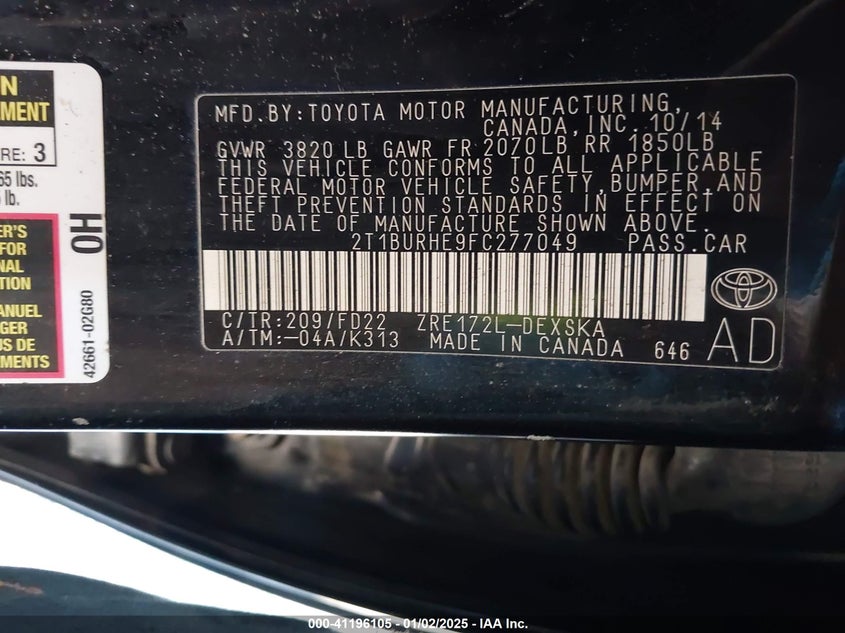 N
MENT
RE: 3
65 lbs.
lb.
ER'S
FOR
NAL
TION
MANUEL
GER
US DE
MENTS
OH
42661-02G80
MFD.BY:TOYOTA MOTOR MANUFACTURING,
CANADA,INC. 10/14
GVWR 3820 LB GAWR FR 2070LB RR 1850LB
THIS VEHICLE CONFORMS TO ALL APPLICABLE
FEDERAL MOTOR VEHICLE SAFETY,BUMPER,AND
THEFT PREVENTION STANDARDS IN EFFECT ON
THE DATE OF MANUFACTURE SHOWN ABOVE.
2T1BURHE9FC277049 PASS.CAR
C/TR:209/FD22 ZRE172L-DEXSKA
A/TM:-04A/K313 MADE IN CANADA 646 AD
000-41196105 - 01/02/2025 - IAA Inc.